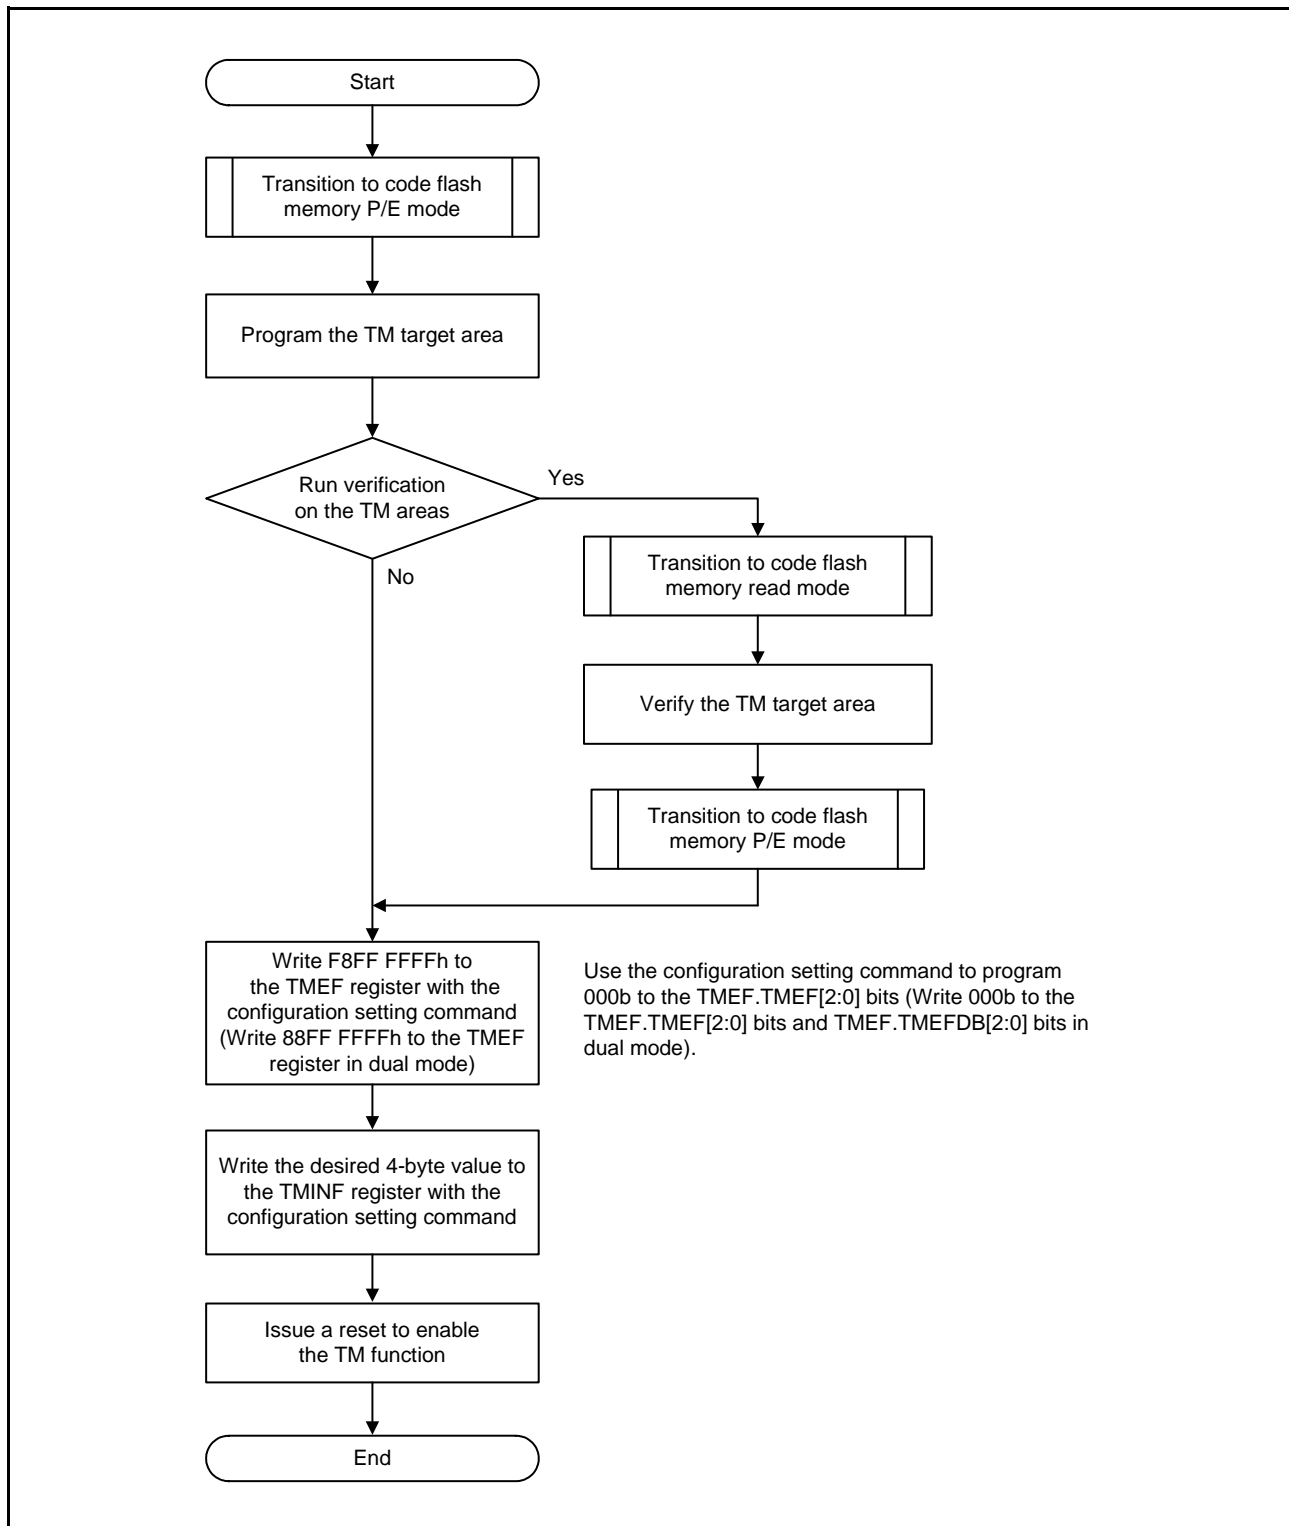 Start
Transition to code flash
memory P/E mode
Program the TM target area
Run verification
on the TM areas
Yes
No
Transition to code flash
memory read mode
Verify the TM target area
Transition to code flash
memory P/E mode
Write F8FF FFFFh to
the TMEF register with the
configuration setting command
(Write 88FF FFFFh to the TMEF
register in dual mode)
Use the configuration setting command to program
000b to the TMEF.TMEF[2:0] bits (Write 000b to the
TMEF.TMEF[2:0] bits and TMEF.TMEFDB[2:0] bits in
dual mode).
Write the desired 4-byte value to
the TMINF register with the
configuration setting command
Issue a reset to enable
the TM function
End